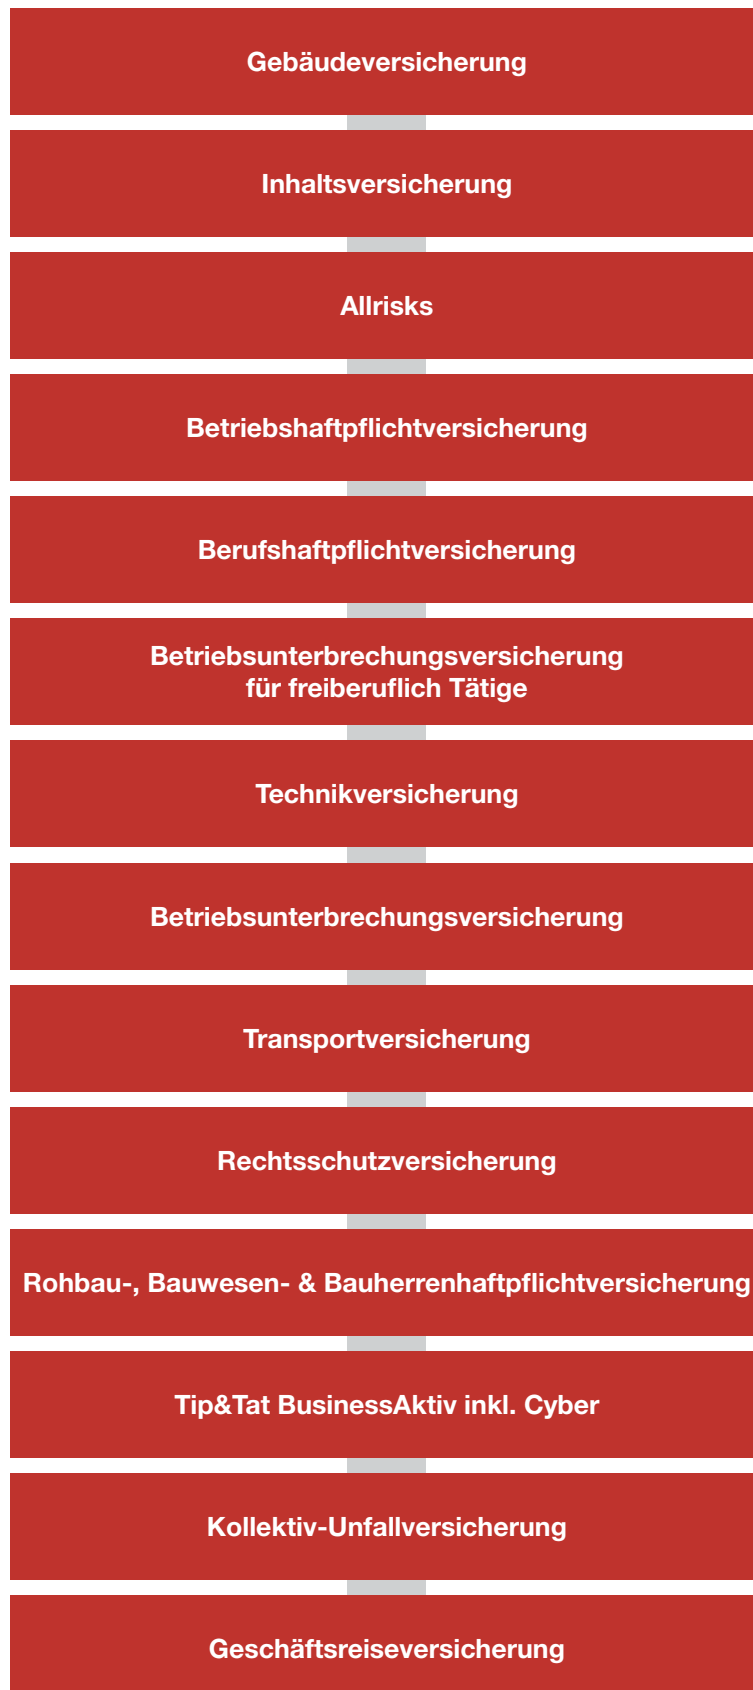 Gebäudeversicherung
Inhaltsversicherung
Allrisks
Betriebshaftpflichtversicherung
Berufshaftpflichtversicherung
Betriebsunterbrechungsversicherung
für freiberuflich Tätige
Technikversicherung
Betriebsunterbrechungsversicherung
Transportversicherung
Rechtsschutzversicherung
Rohbau-, Bauwesen- & Bauherrenhaftpflichtversicherung
Tip&Tat BusinessAktiv inkl. Cyber
Kollektiv-Unfallversicherung
Geschäftsreiseversicherung